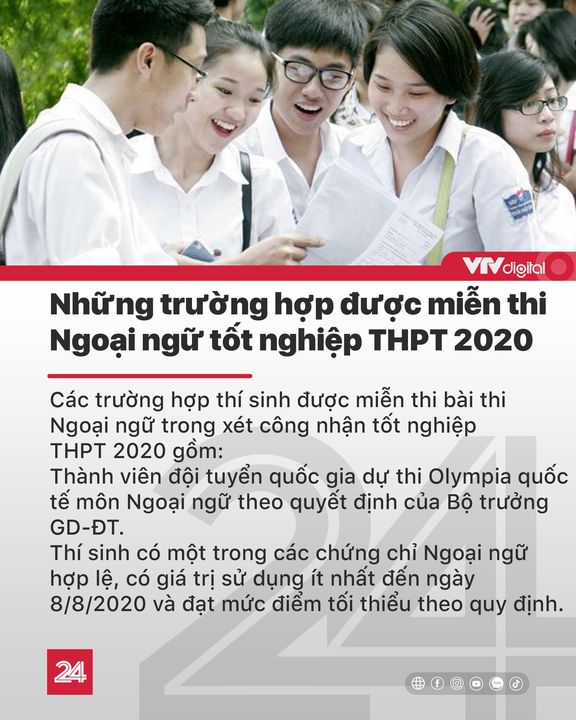 VTVdigital
Những trường hợp được miễn thi
Ngoại ngữ tốt nghiệp THPT 2020
Các trường hợp thí sinh được miễn thi bài thi
Ngoại ngữ trong xét công nhận tốt nghiệp
THPT 2020 gồm:
Thành viên đội tuyển quốc gia dự thi Olympia quốc
tế môn Ngoại ngữ theo quyết định của Bộ trưởng
GD-ĐT.
Thí sinh có một trong các chứng chỉ Ngoại ngữ
hợp lệ, có giá trị sử dụng ít nhất đến ngày
8/8/2020 và đạt mức điểm tối thiểu theo quy định.
24
24